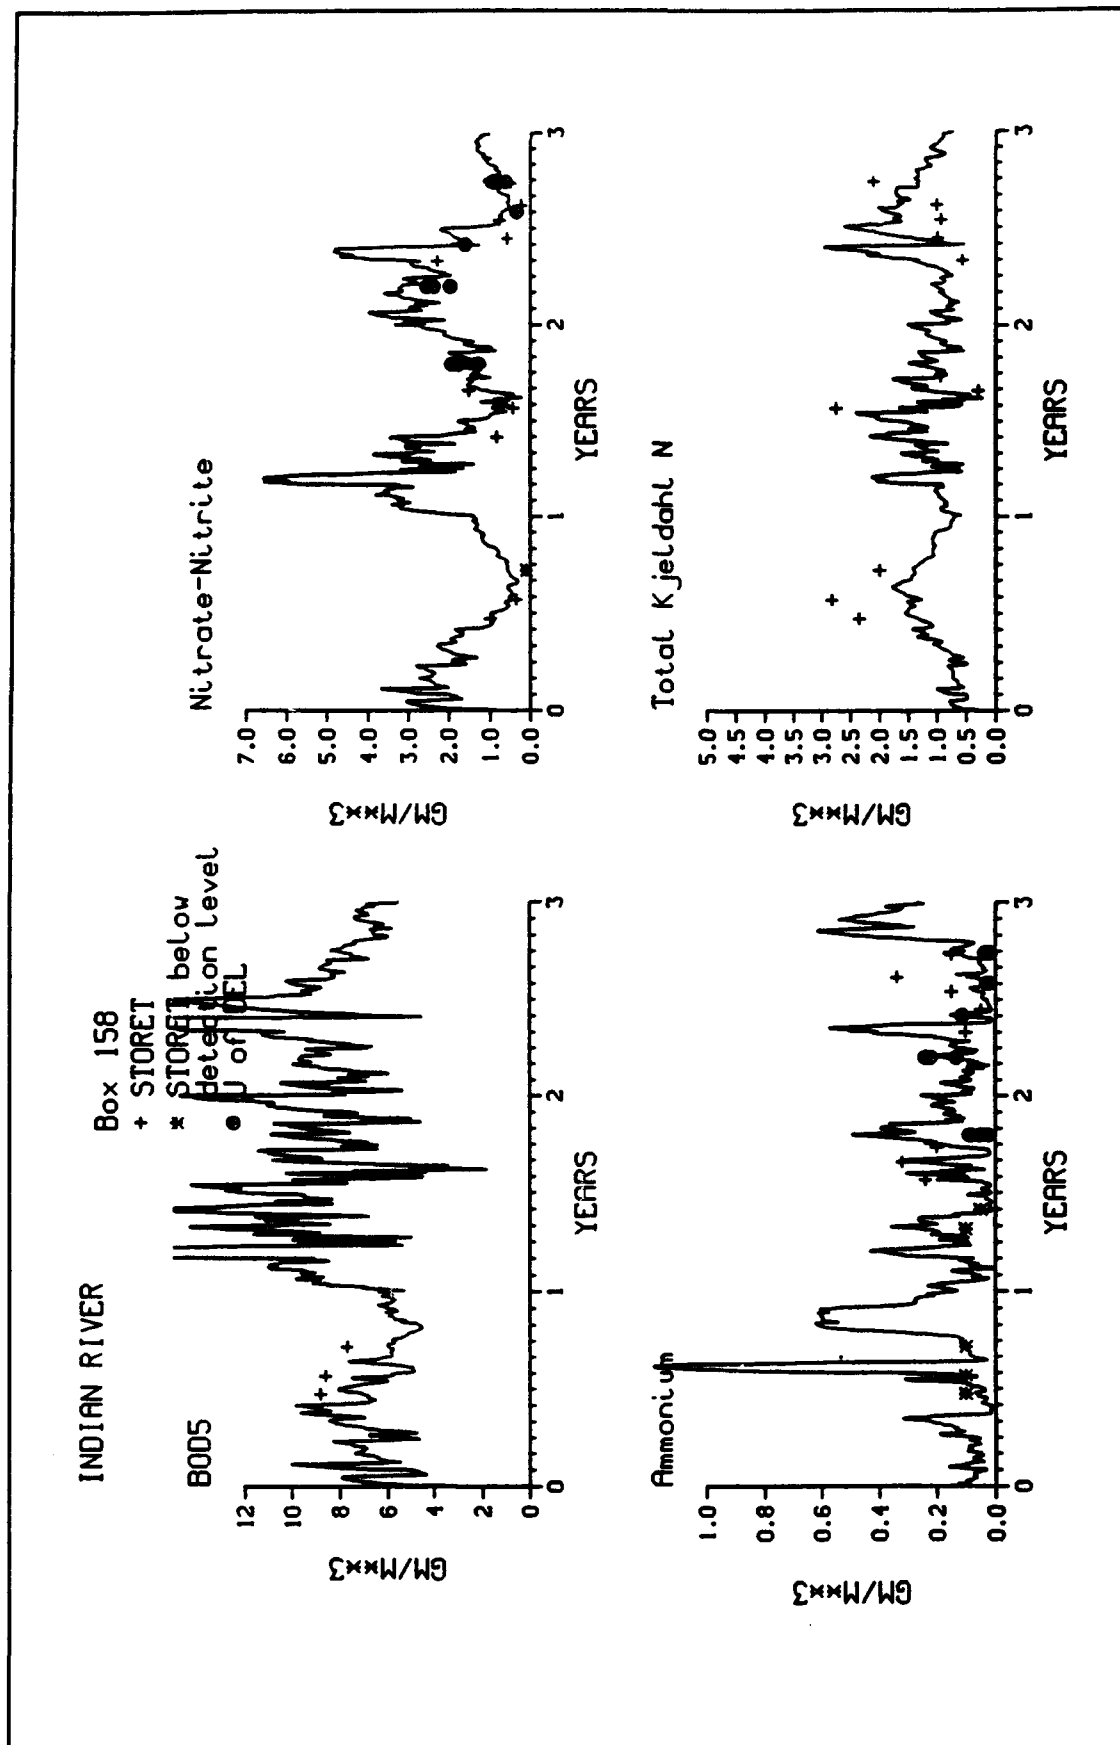 INDIAN RIVER
Box 158
+ STORET
* STORET below
detection level
● U of DEL
BOD5
GM/M**3
12
10
8
6
4
2
0
0 1 2 3
YEARS
Nitrate-Nitrite
GM/M**3
7.0
6.0
5.0
4.0
3.0
2.0
1.0
0.0
0 1 2 3
YEARS
Ammonium
GM/M**3
1.0
0.8
0.6
0.4
0.2
0.0
0 1 2 3
YEARS
Total Kjeldahl N
GM/M**3
5.0
4.5
4.0
3.5
3.0
2.5
2.0
1.5
1.0
0.5
0.0
0 1 2 3
YEARS